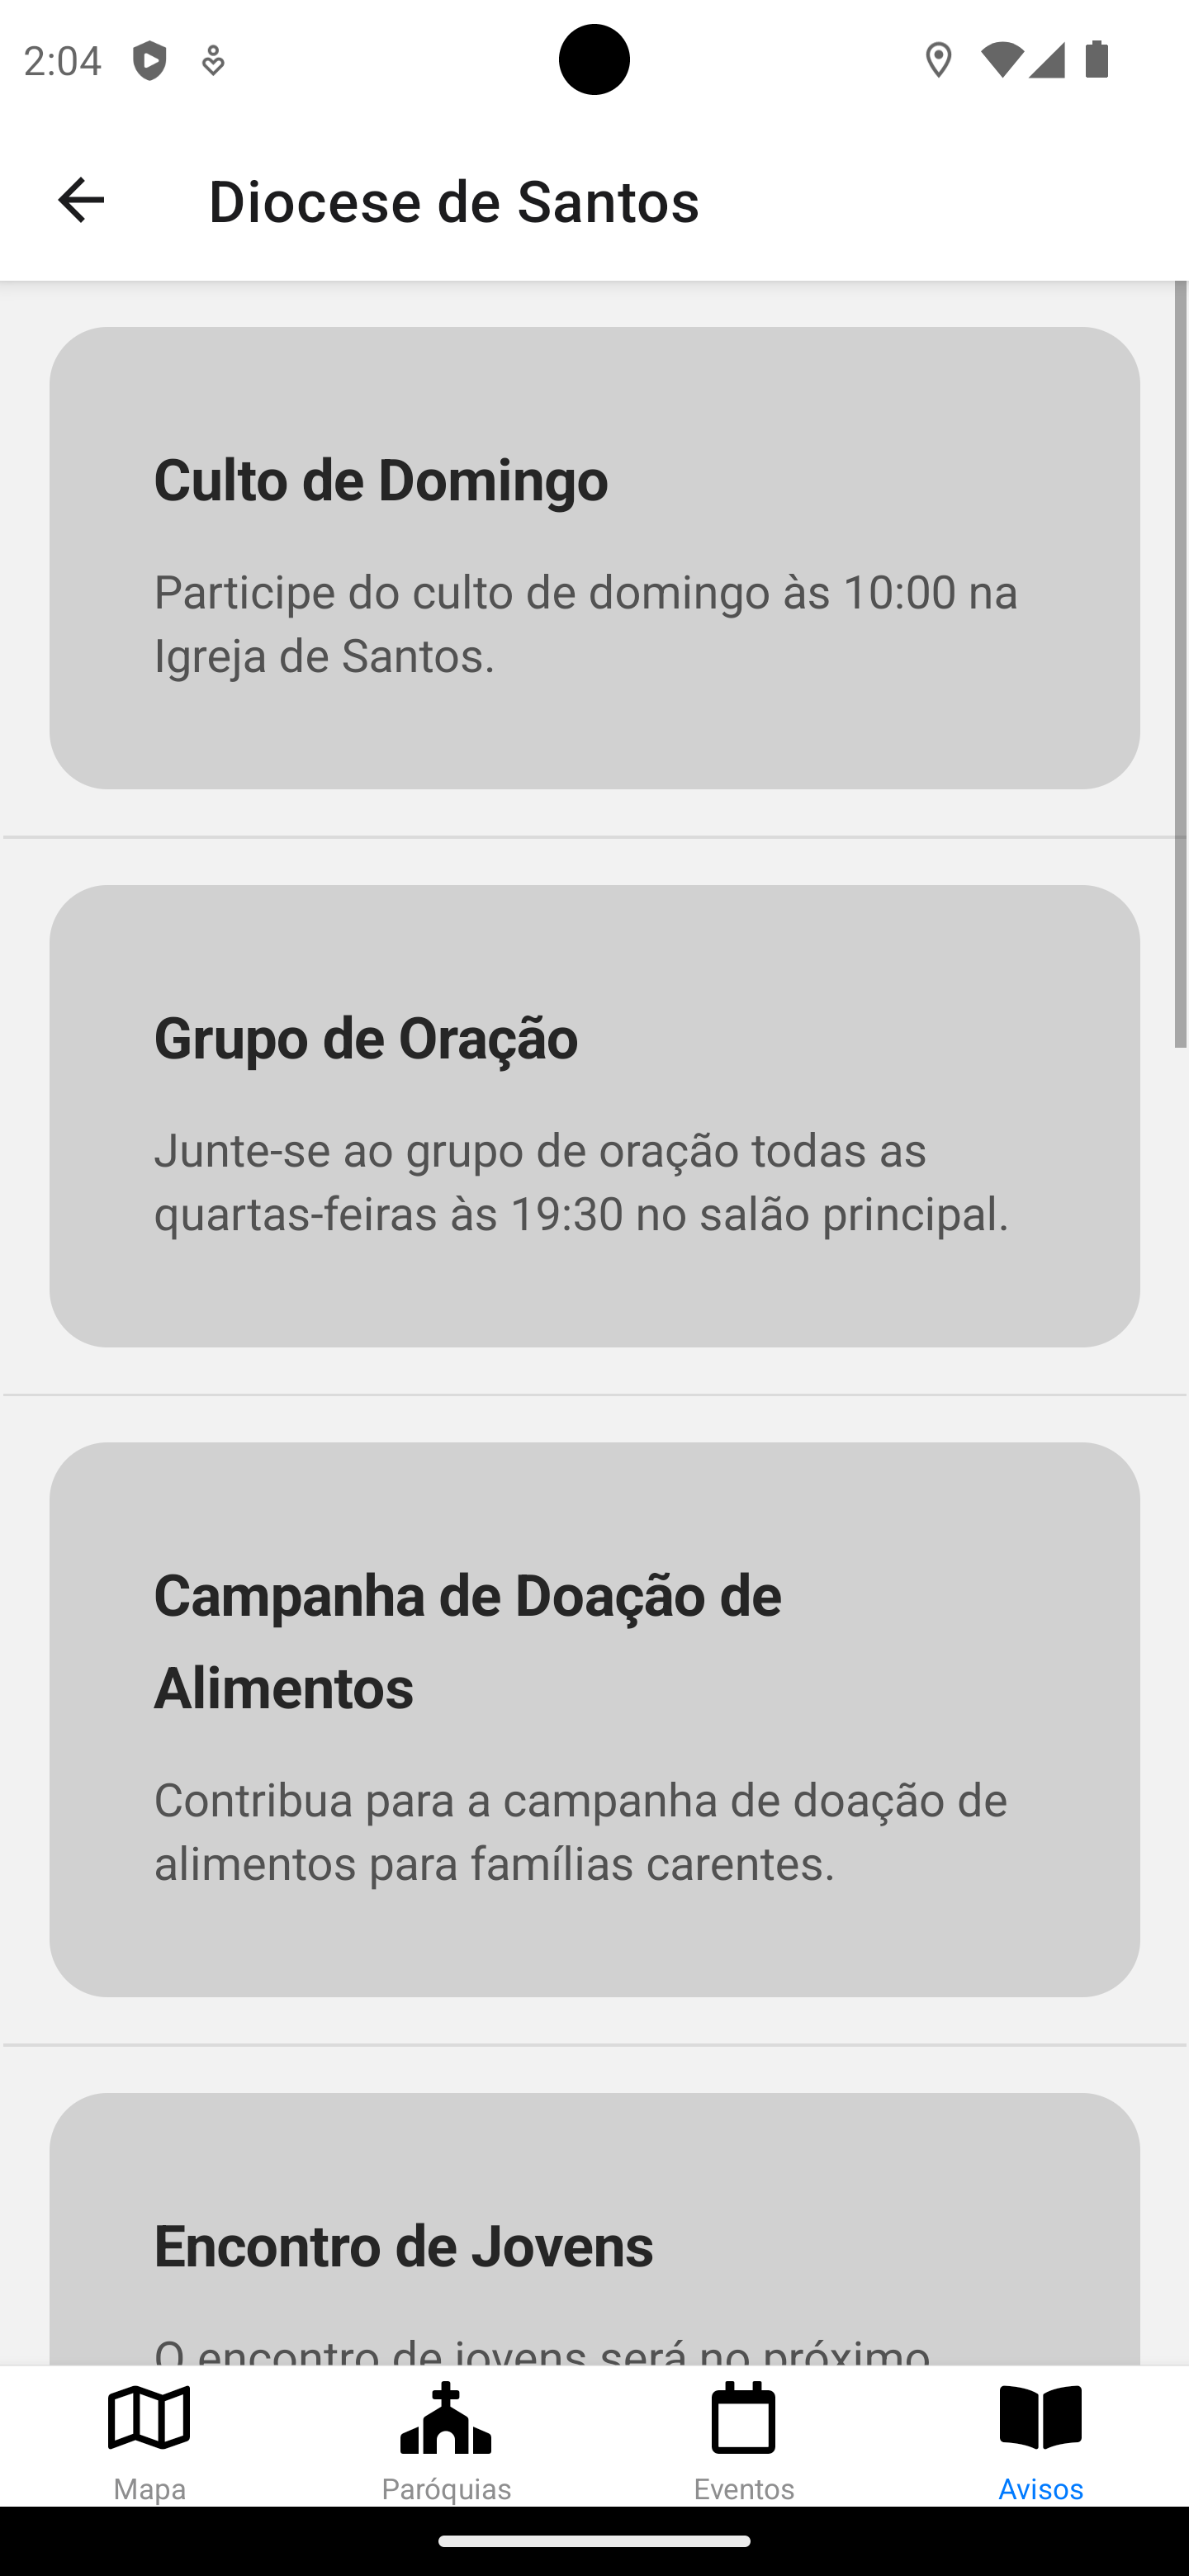 2:04
Diocese de Santos
Culto de Domingo
Participe do culto de domingo às 10:00 na
Igreja de Santos.
Grupo de Oração
Junte-se ao grupo de oração todas as
quartas-feiras às 19:30 no salão principal.
Campanha de Doação de
Alimentos
Contribua para a campanha de doação de
alimentos para famílias carentes.
Encontro de Jovens
O encontro de jovens será no próximo
Mapa
Paróquias
Eventos
Avisos